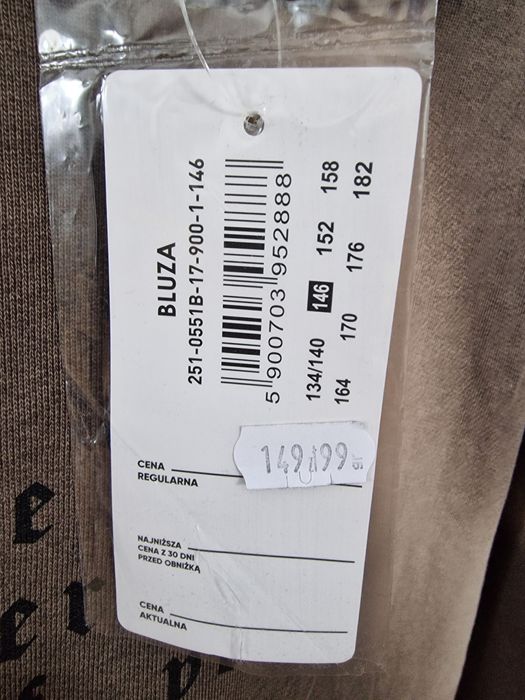 BLUZA
251-0551B-17-900-1-146
5 900703 952888
134/140 146 152 158
164 170 176 182
149,99
CENA
REGULARNA
NAJNIŻSZA
CENA Z 30 DNI
PRZED OBNIŻKĄ
CENA
AKTUALNA
e
er